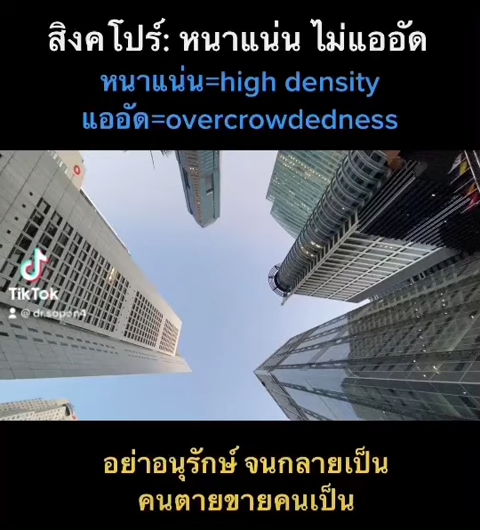 สิงคโปร์: หนาแน่น ไม่แออัด
หนาแน่น=high density
แออัด=overcrowdedness
TikTok
@ dr.sopon4
อย่าอนุรักษ์ จนกลายเป็น
คนตายขายคนเป็น